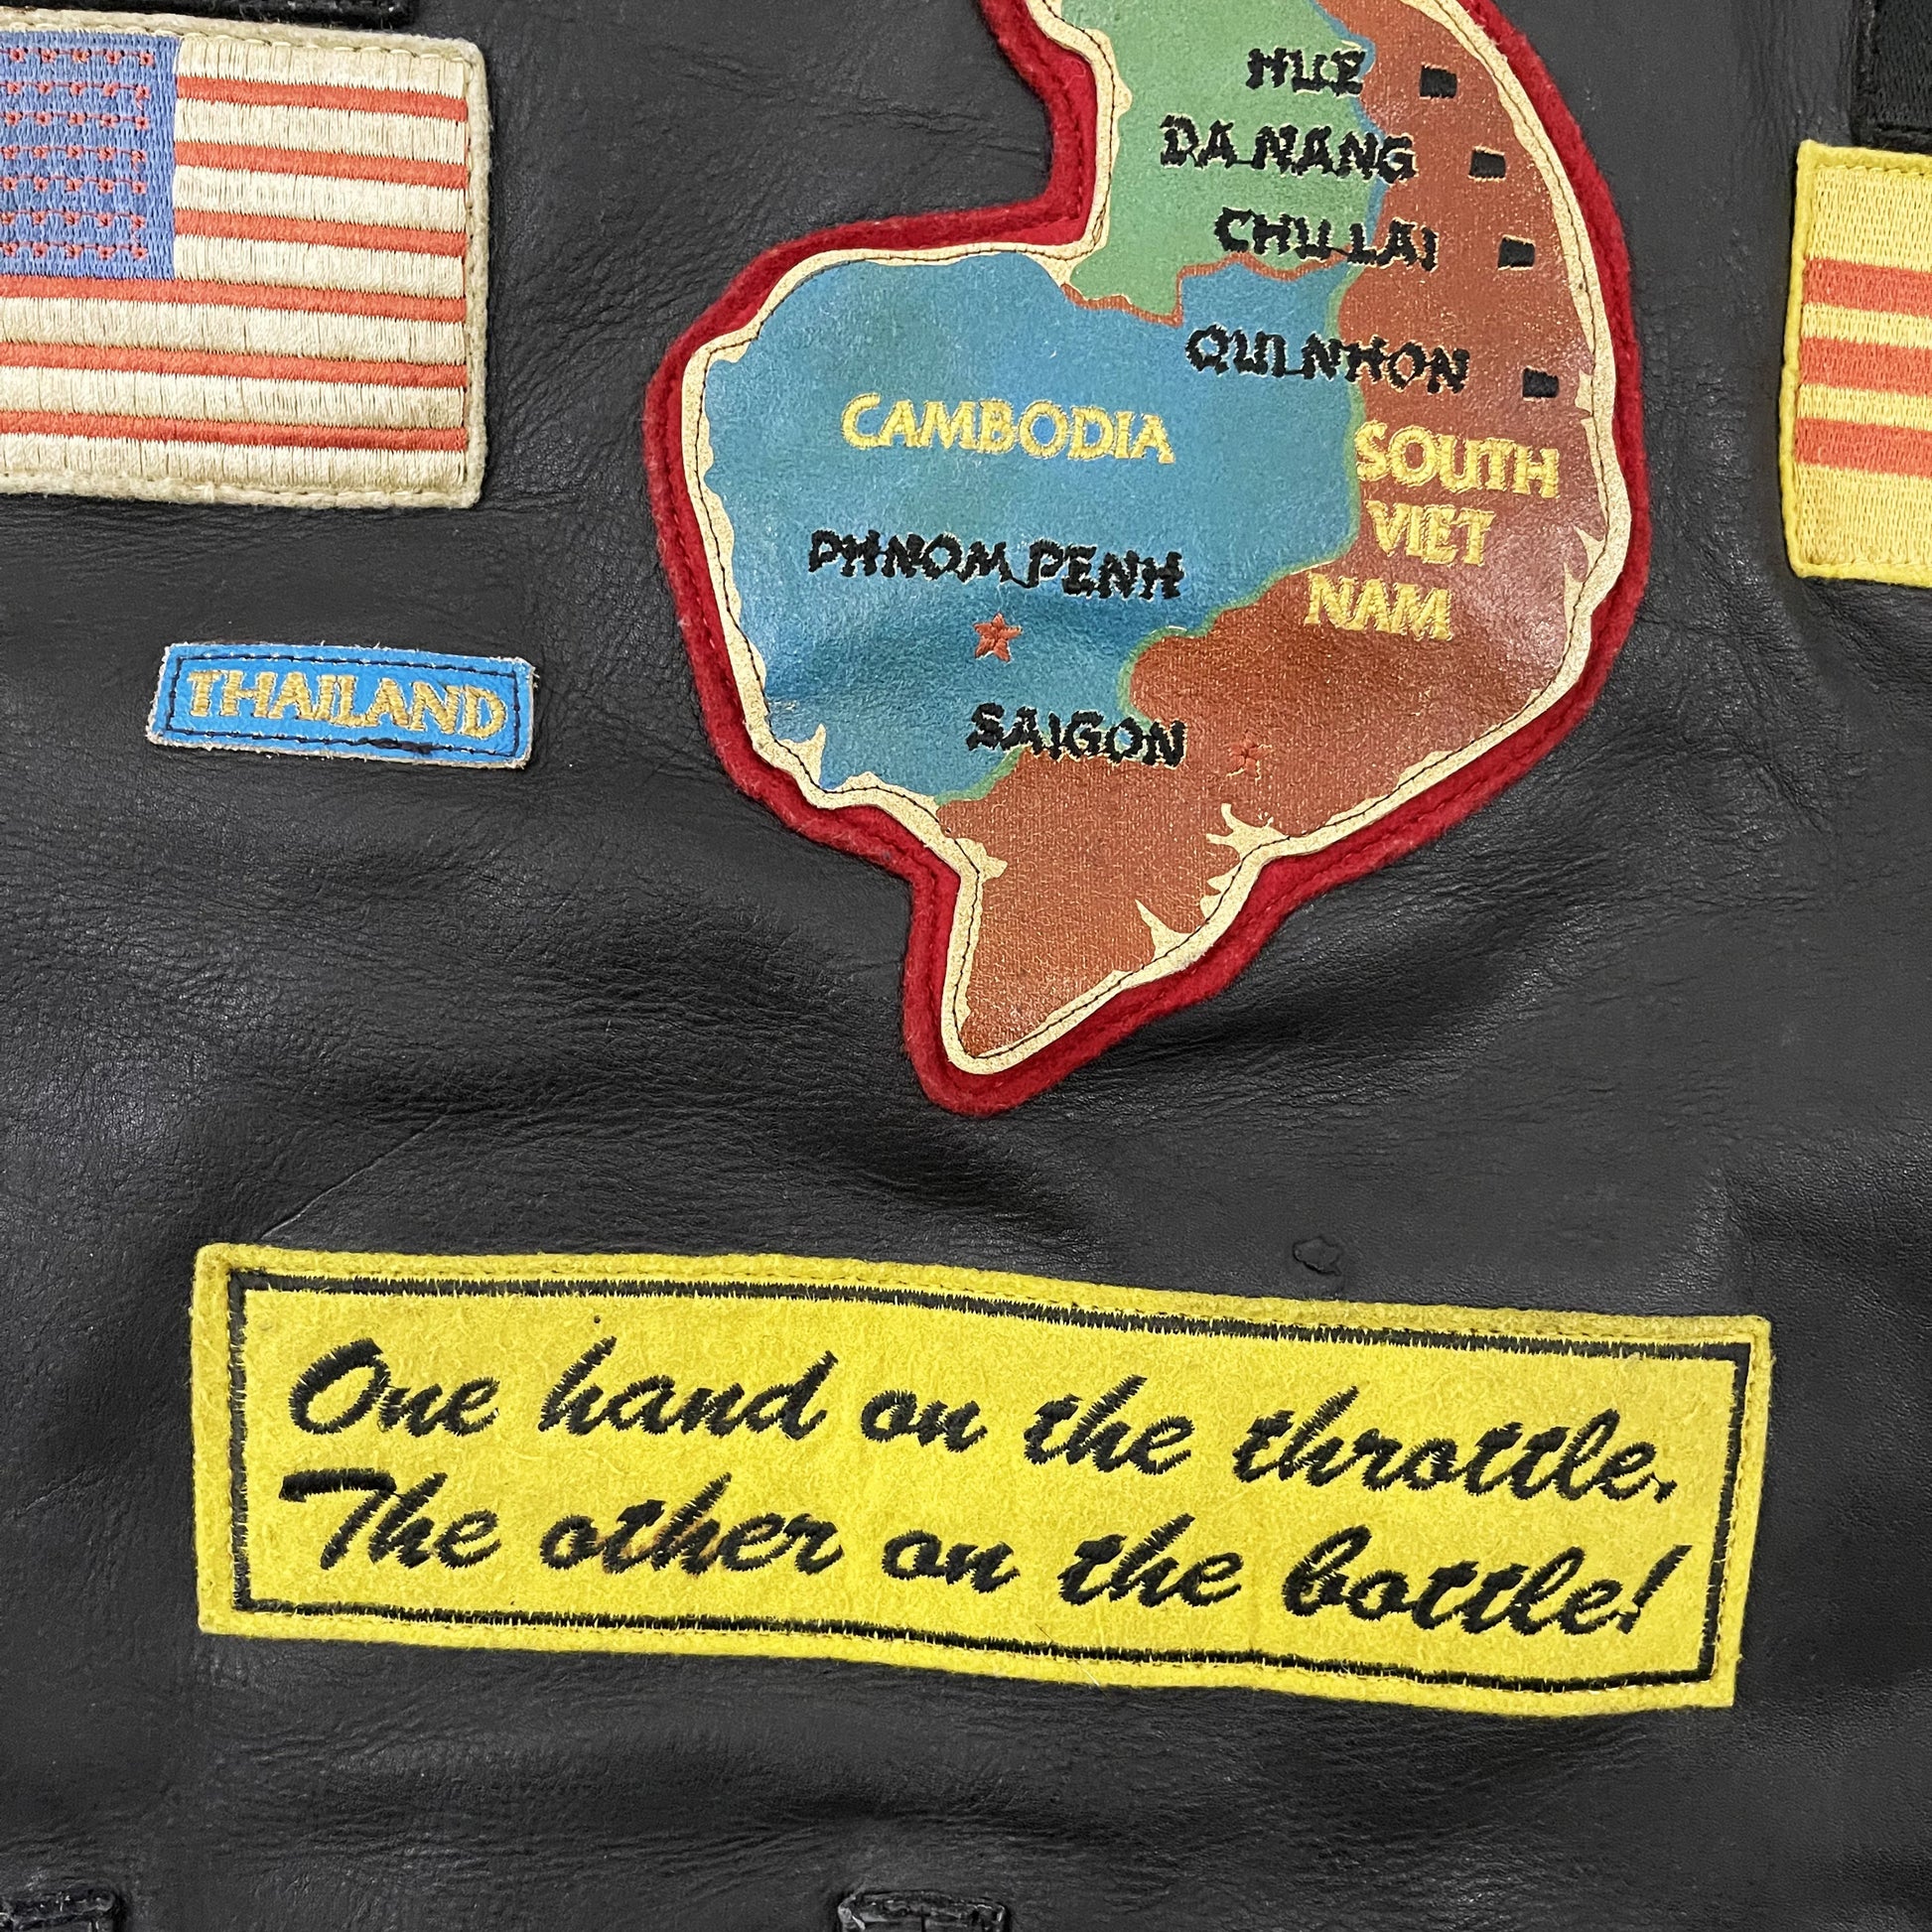 HUE
DA NANG
CHU LAI
QUI NHON
CAMBODIA
SOUTH
VIET
NAM
PHNOM PENH
SAIGON
THAILAND
One hand on the throttle,
The other on the bottle!